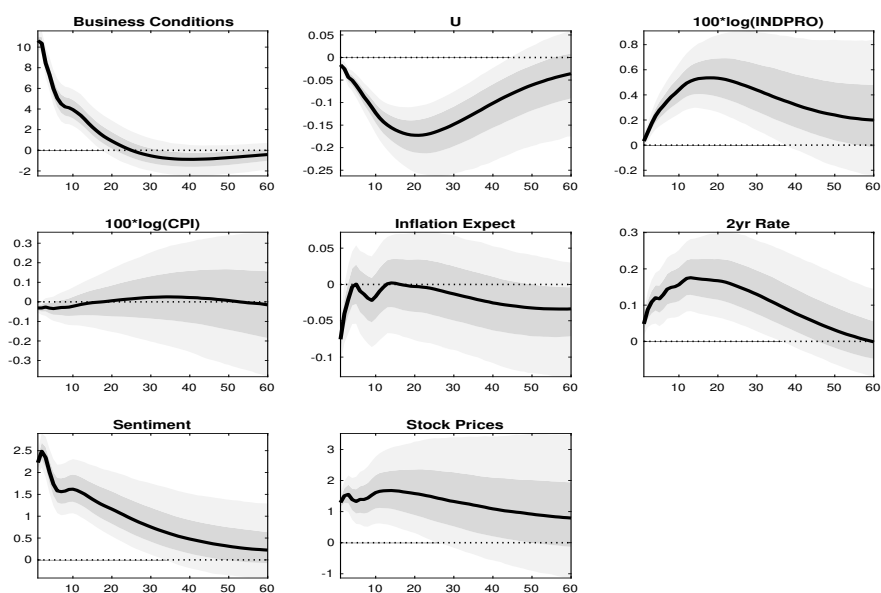 Business Conditions
10
8
6
4
2
0
-2
10 20 30 40 50 60
U
0
-0.05
-0.1
-0.15
-0.2
-0.25
10 20 30 40 50 60
100*log(INDPRO)
0.8
0.6
0.4
0.2
0
-0.2
10 20 30 40 50 60
100*log(CPI)
0.3
0.2
0.1
0
-0.1
-0.2
-0.3
10 20 30 40 50 60
Inflation Expect
0.05
0
-0.05
-0.1
10 20 30 40 50 60
2yr Rate
0.3
0.2
0.1
0
10 20 30 40 50 60
Sentiment
2.5
2
1.5
1
0.5
0
10 20 30 40 50 60
Stock Prices
3
2
1
0
-1
10 20 30 40 50 60